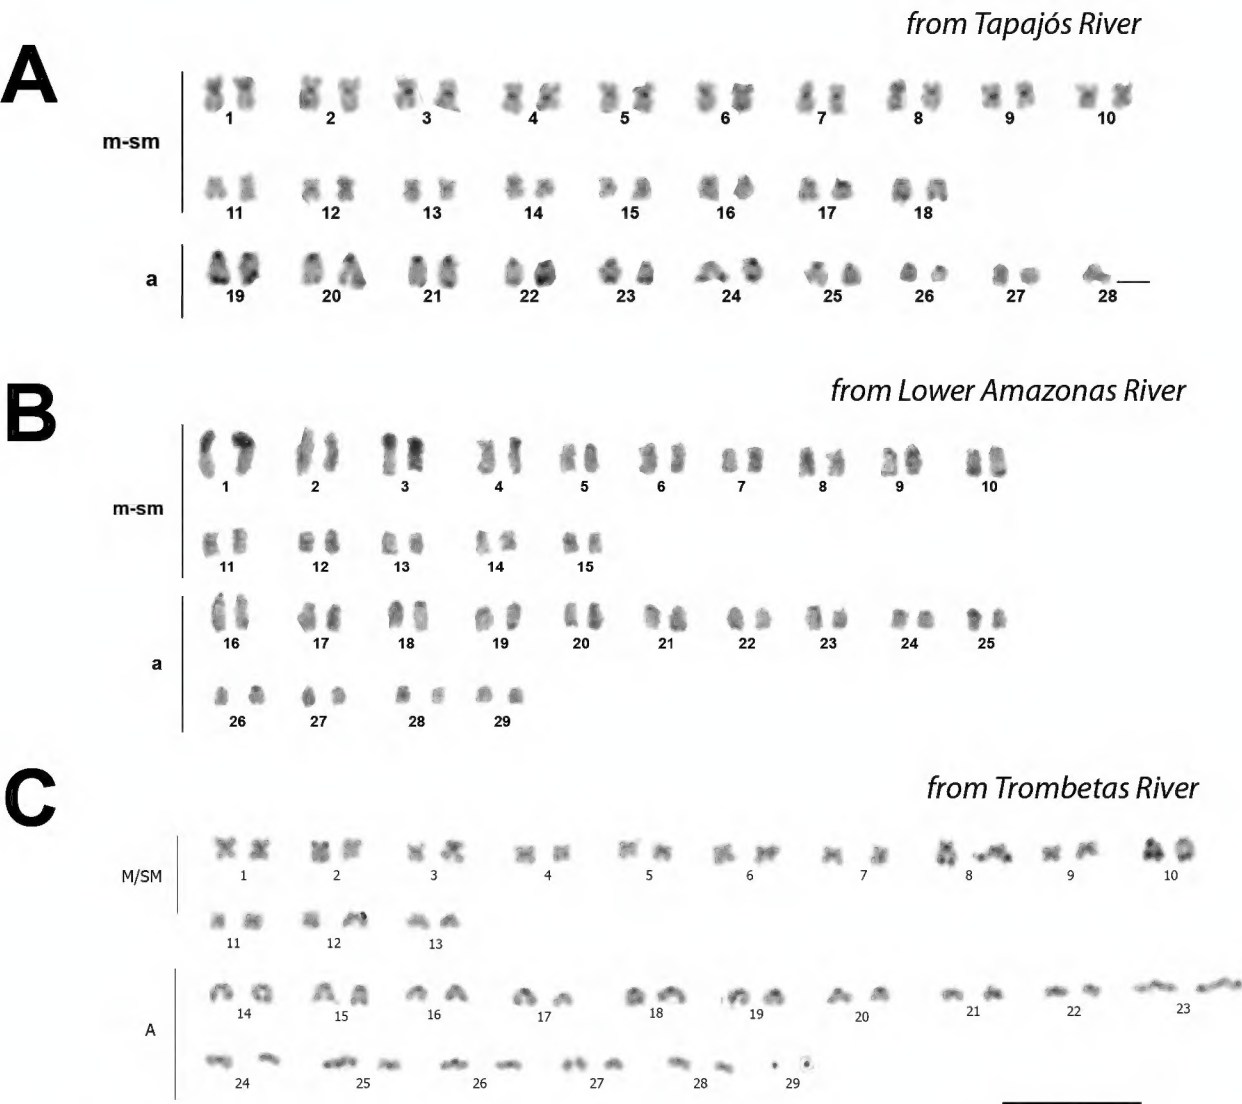 from Tapajós River
A
m-sm
1 2 3 4 5 6 7 8 9 10
11 12 13 14 15 16 17 18
a
19 20 21 22 23 24 25 26 27 28
from Lower Amazonas River
B
m-sm
1 2 3 4 5 6 7 8 9 10
11 12 13 14 15
a
16 17 18 19 20 21 22 23 24 25
26 27 28 29
from Trombetas River
C
M/SM
1 2 3 4 5 6 7 8 9 10
11 12 13
A
14 15 16 17 18 19 20 21 22 23
24 25 26 27 28 29